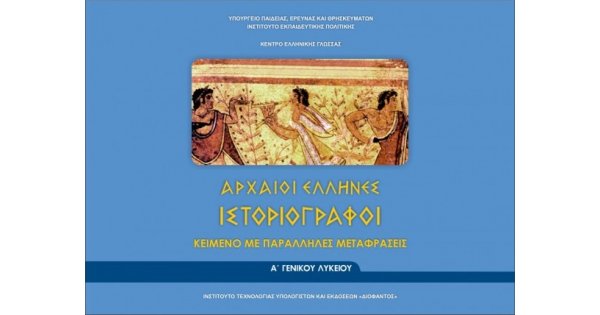 ΥΠΟΥΡΓΕΙΟ ΠΑΙΔΕΙΑΣ, ΕΡΕΥΝΑΣ ΚΑΙ ΘΡΗΣΚΕΥΜΑΤΩΝ
ΙΝΣΤΙΤΟΥΤΟ ΕΚΠΑΙΔΕΥΤΙΚΗΣ ΠΟΛΙΤΙΚΗΣ
ΚΕΝΤΡΟ ΕΛΛΗΝΙΚΗΣ ΓΛΩΣΣΑΣ
ΑΡΧΑΙΟΙ ΕΛΛΗΝΕΣ
ΙΣΤΟΡΙΟΓΡΑΦΟΙ
ΚΕΙΜΕΝΟ ΜΕ ΠΑΡΑΛΛΗΛΕΣ ΜΕΤΑΦΡΑΣΕΙΣ
Α΄ ΓΕΝΙΚΟΥ ΛΥΚΕΙΟΥ
ΙΝΣΤΙΤΟΥΤΟ ΤΕΧΝΟΛΟΓΙΑΣ ΥΠΟΛΟΓΙΣΤΩΝ ΚΑΙ ΕΚΔΟΣΕΩΝ «ΔΙΟΦΑΝΤΟΣ»